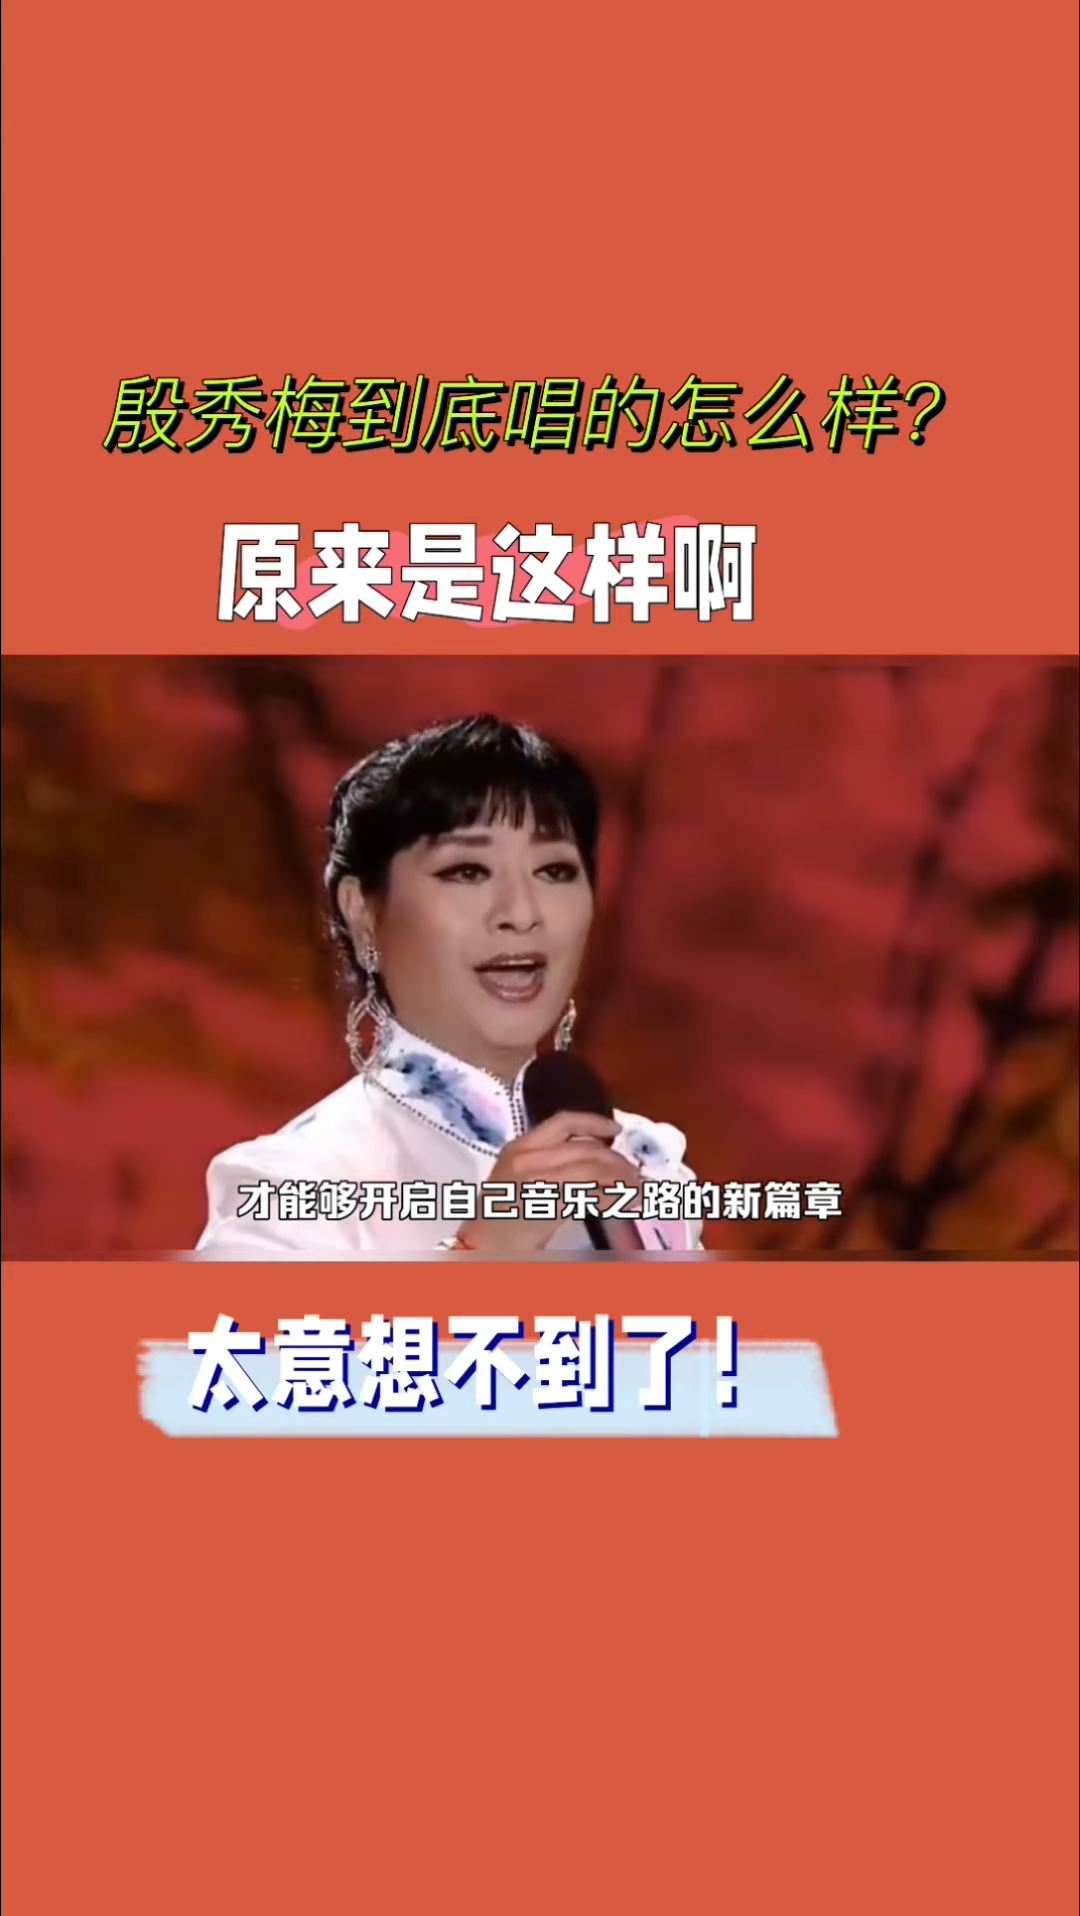 殷秀梅到底唱的怎么样?
原来是这样啊
才能够开启自己音乐之路的新篇章
太意想不到了!